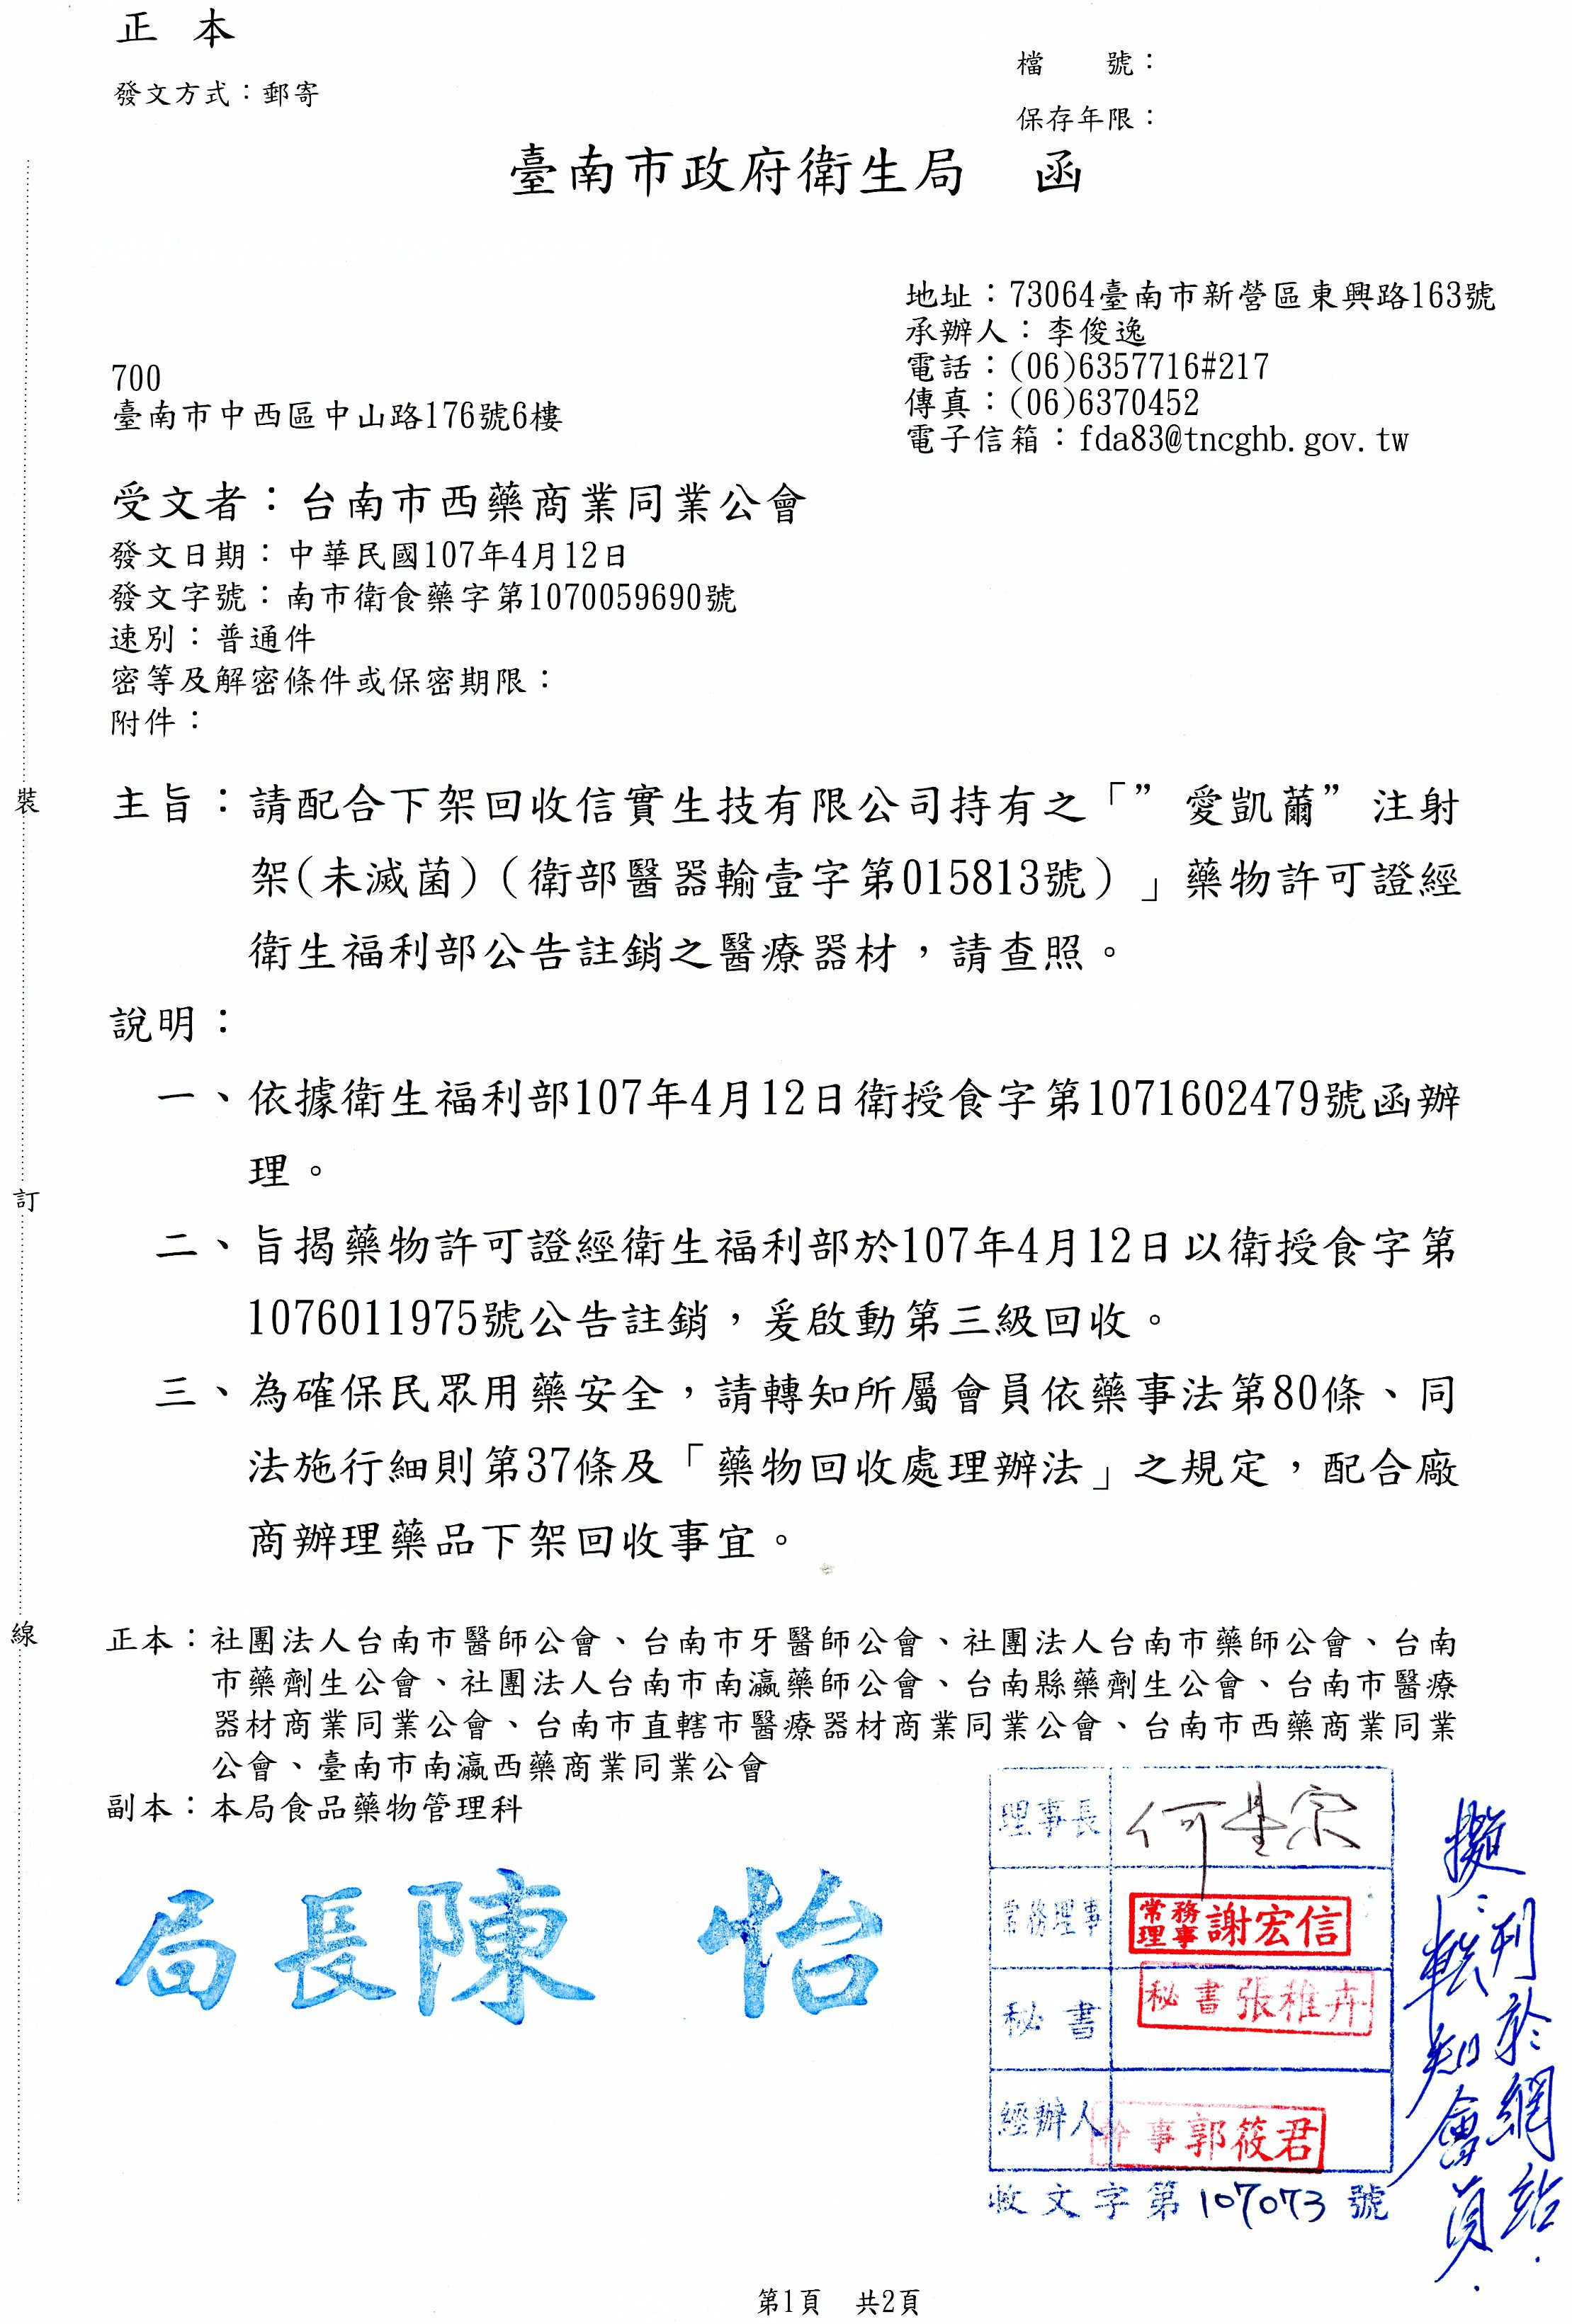 正 本
發文方式：郵寄
檔　　號：
保存年限：
臺南市政府衛生局　函
地址：73064臺南市新營區東興路163號
承辦人：李俊逸
電話：(06)6357716#217
傳真：(06)6370452
電子信箱：fda83@tncghb.gov.tw
700
臺南市中西區中山路176號6樓
受文者：台南市西藥商業同業公會
發文日期：中華民國107年4月12日
發文字號：南市衛食藥字第1070059690號
速別：普通件
密等及解密條件或保密期限：
附件：
主旨：請配合下架回收信實生技有限公司持有之「”愛凱薾”注射
架(未滅菌)（衛部醫器輸壹字第015813號）」藥物許可證經
衛生福利部公告註銷之醫療器材，請查照。
說明：
一、依據衛生福利部107年4月12日衛授食字第1071602479號函辦
理。
二、旨揭藥物許可證經衛生福利部於107年4月12日以衛授食字第
1076011975號公告註銷，爰啟動第三級回收。
三、為確保民眾用藥安全，請轉知所屬會員依藥事法第80條、同
法施行細則第37條及「藥物回收處理辦法」之規定，配合廠
商辦理藥品下架回收事宜。
裝
訂
線
正本：社團法人台南市醫師公會、台南市牙醫師公會、社團法人台南市藥師公會、台南
市藥劑生公會、社團法人台南市南瀛藥師公會、台南縣藥劑生公會、台南市醫療
器材商業同業公會、台南市直轄市醫療器材商業同業公會、台南市西藥商業同業
公會、臺南市南瀛西藥商業同業公會
副本：本局食品藥物管理科
局長陳　怡
理事長
常務理事 常務理事謝宏信
秘書 秘書張稚卉
經辦人 幹事郭筱君
收文字第107073號
擬：刊於網站.
轉知會員.
第1頁　共2頁